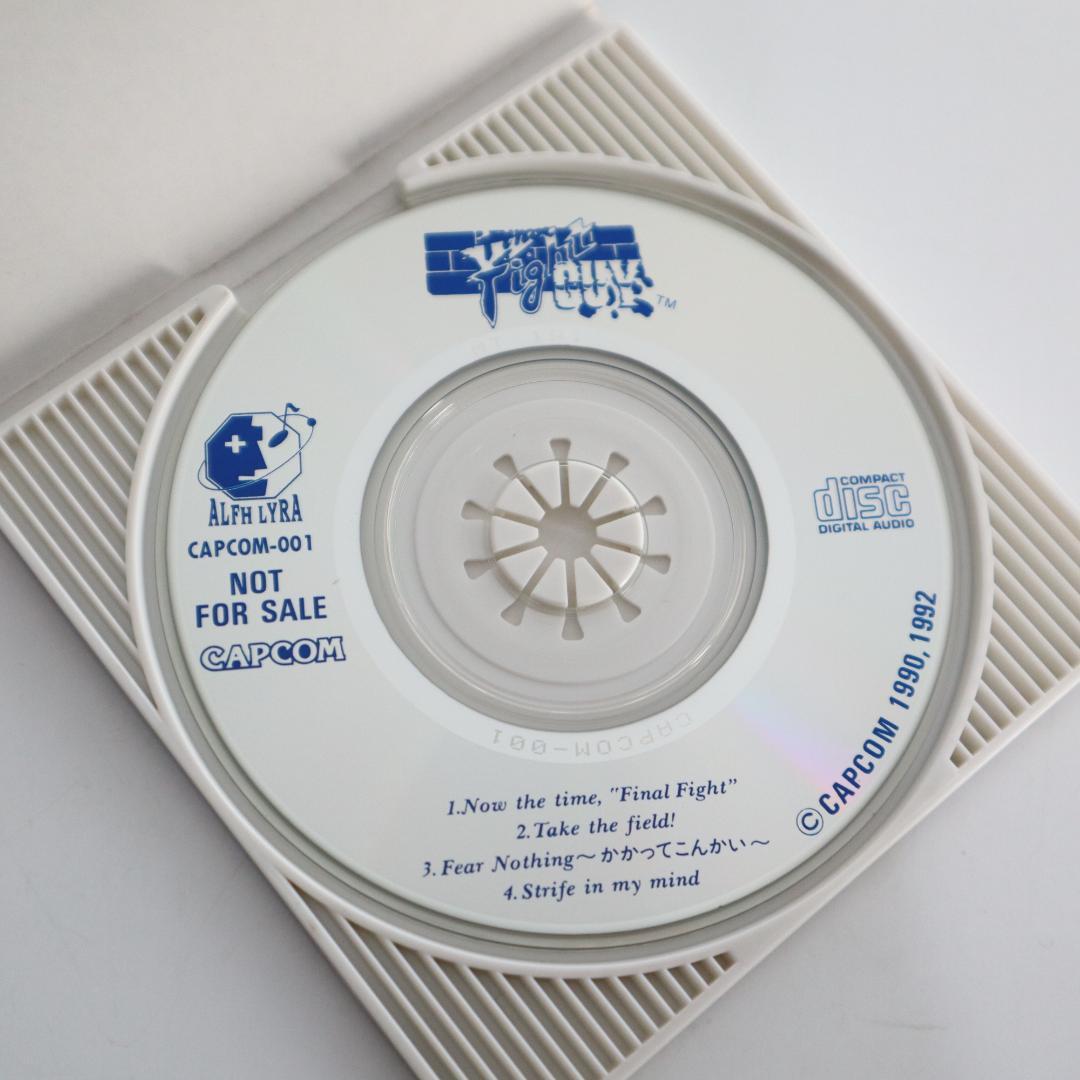 Final Fight
GUY
TM
ALFH LYRA
CAPCOM-001
NOT
FOR SALE
CAPCOM
COMPACT
disc
DIGITAL AUDIO
© CAPCOM 1990, 1992
CAPCOM-001
1.Now the time, "Final Fight"
2.Take the field!
3.Fear Nothing〜かかってこんかい〜
4.Strife in my mind